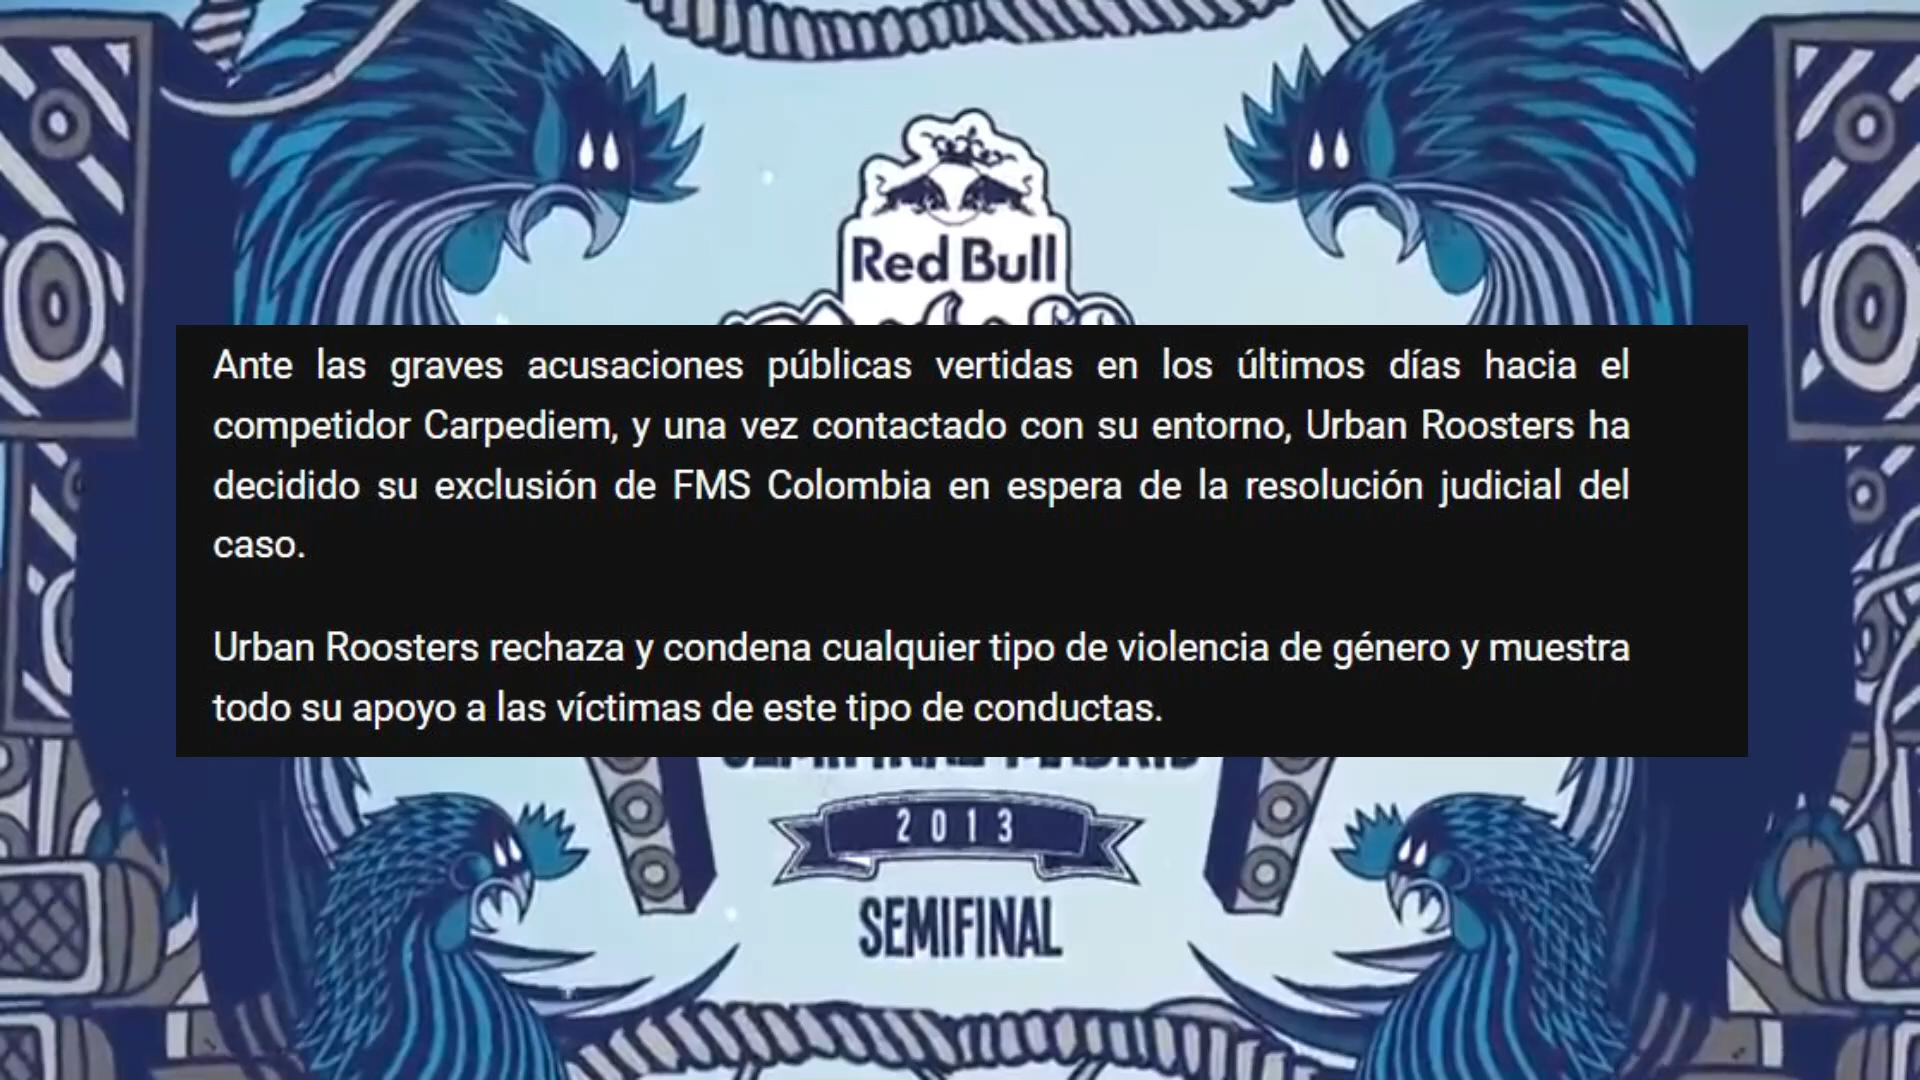 Red Bull
Ante las graves acusaciones públicas vertidas en los últimos días hacia el
competidor Carpediem, y una vez contactado con su entorno, Urban Roosters ha
decidido su exclusión de FMS Colombia en espera de la resolución judicial del
caso.
Urban Roosters rechaza y condena cualquier tipo de violencia de género y muestra
todo su apoyo a las víctimas de este tipo de conductas.
SEMIFINAL MADRID
2013
SEMIFINAL